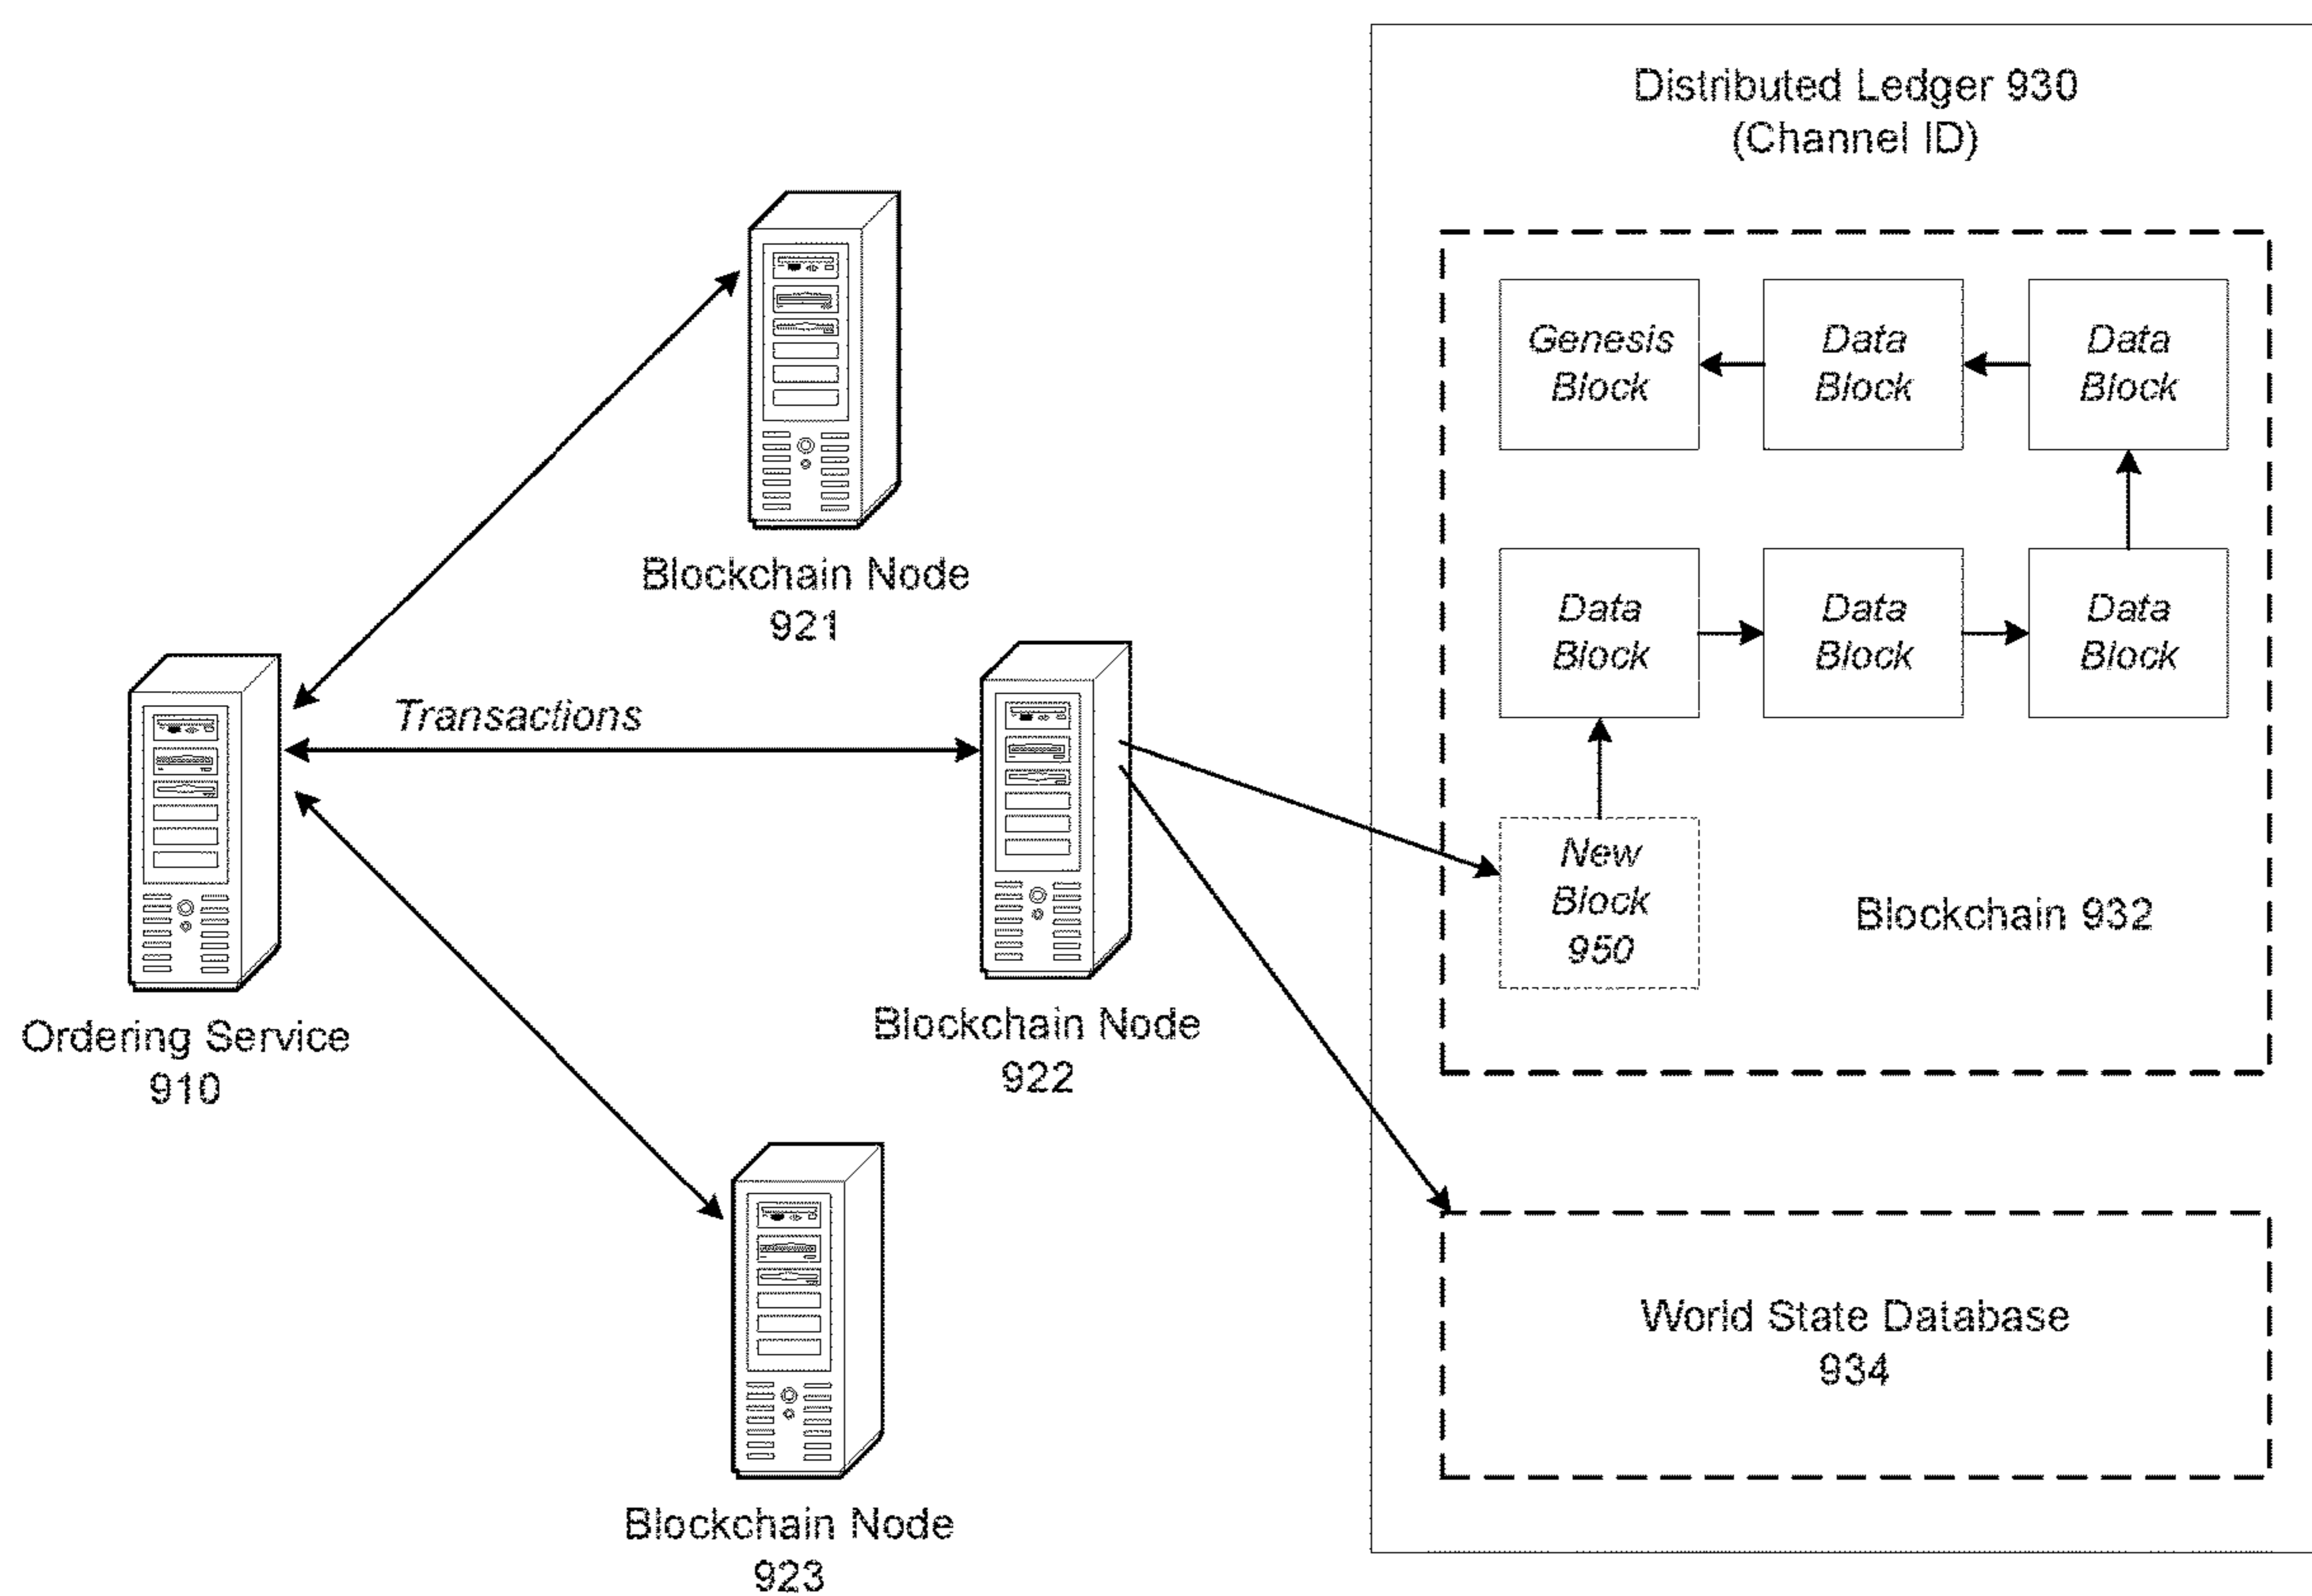 Distributed Ledger 930
(Channel ID)
Genesis
Block
Data
Block
Data
Block
Blockchain Node
921
Data
Block
Data
Block
Data
Block
Transactions
New
Block
950
Blockchain 932
Ordering Service
910
Blockchain Node
922
World State Database
934
Blockchain Node
923